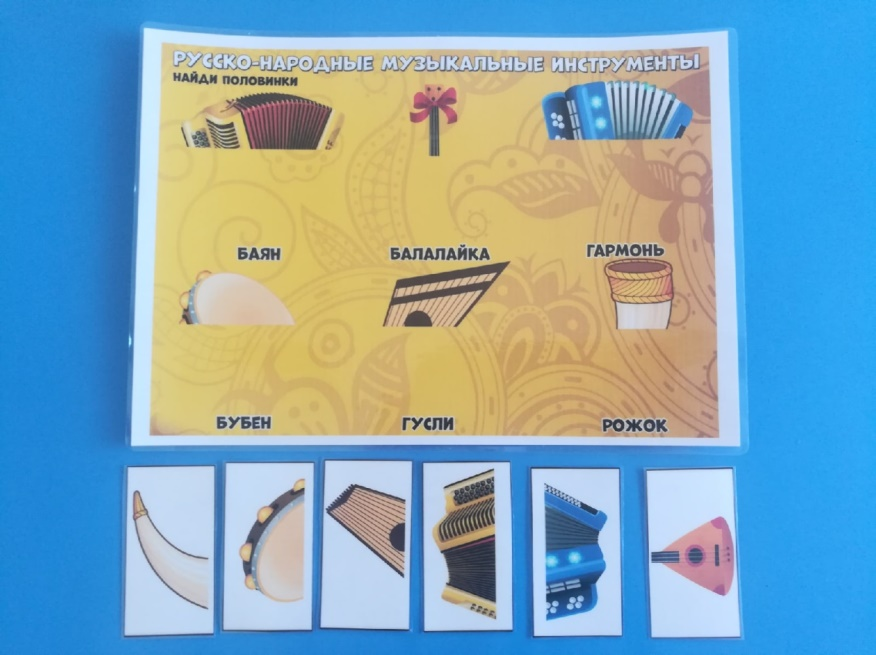 РУССКО-НАРОДНЫЕ МУЗЫКАЛЬНЫЕ ИНСТРУМЕНТЫ
НАЙДИ ПОЛОВИНКИ
БАЯН БАЛАЛАЙКА ГАРМОНЬ
БУБЕН ГУСЛИ РОЖОК